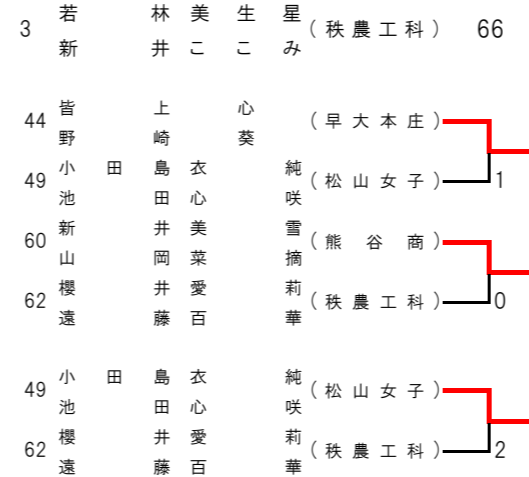 若林美生星
3 (秩農工科) 66
新井ここみ
皆上心
44 (早大本庄)
野崎葵
小田島衣純
49 (松山女子) 1
池田心咲
新井美雪
60 (熊谷商)
山岡菜摘
櫻井愛莉
62 (秩農工科) 0
遠藤百華
小田島衣純
49 (松山女子)
池田心咲
櫻井愛莉
62 (秩農工科) 2
遠藤百華